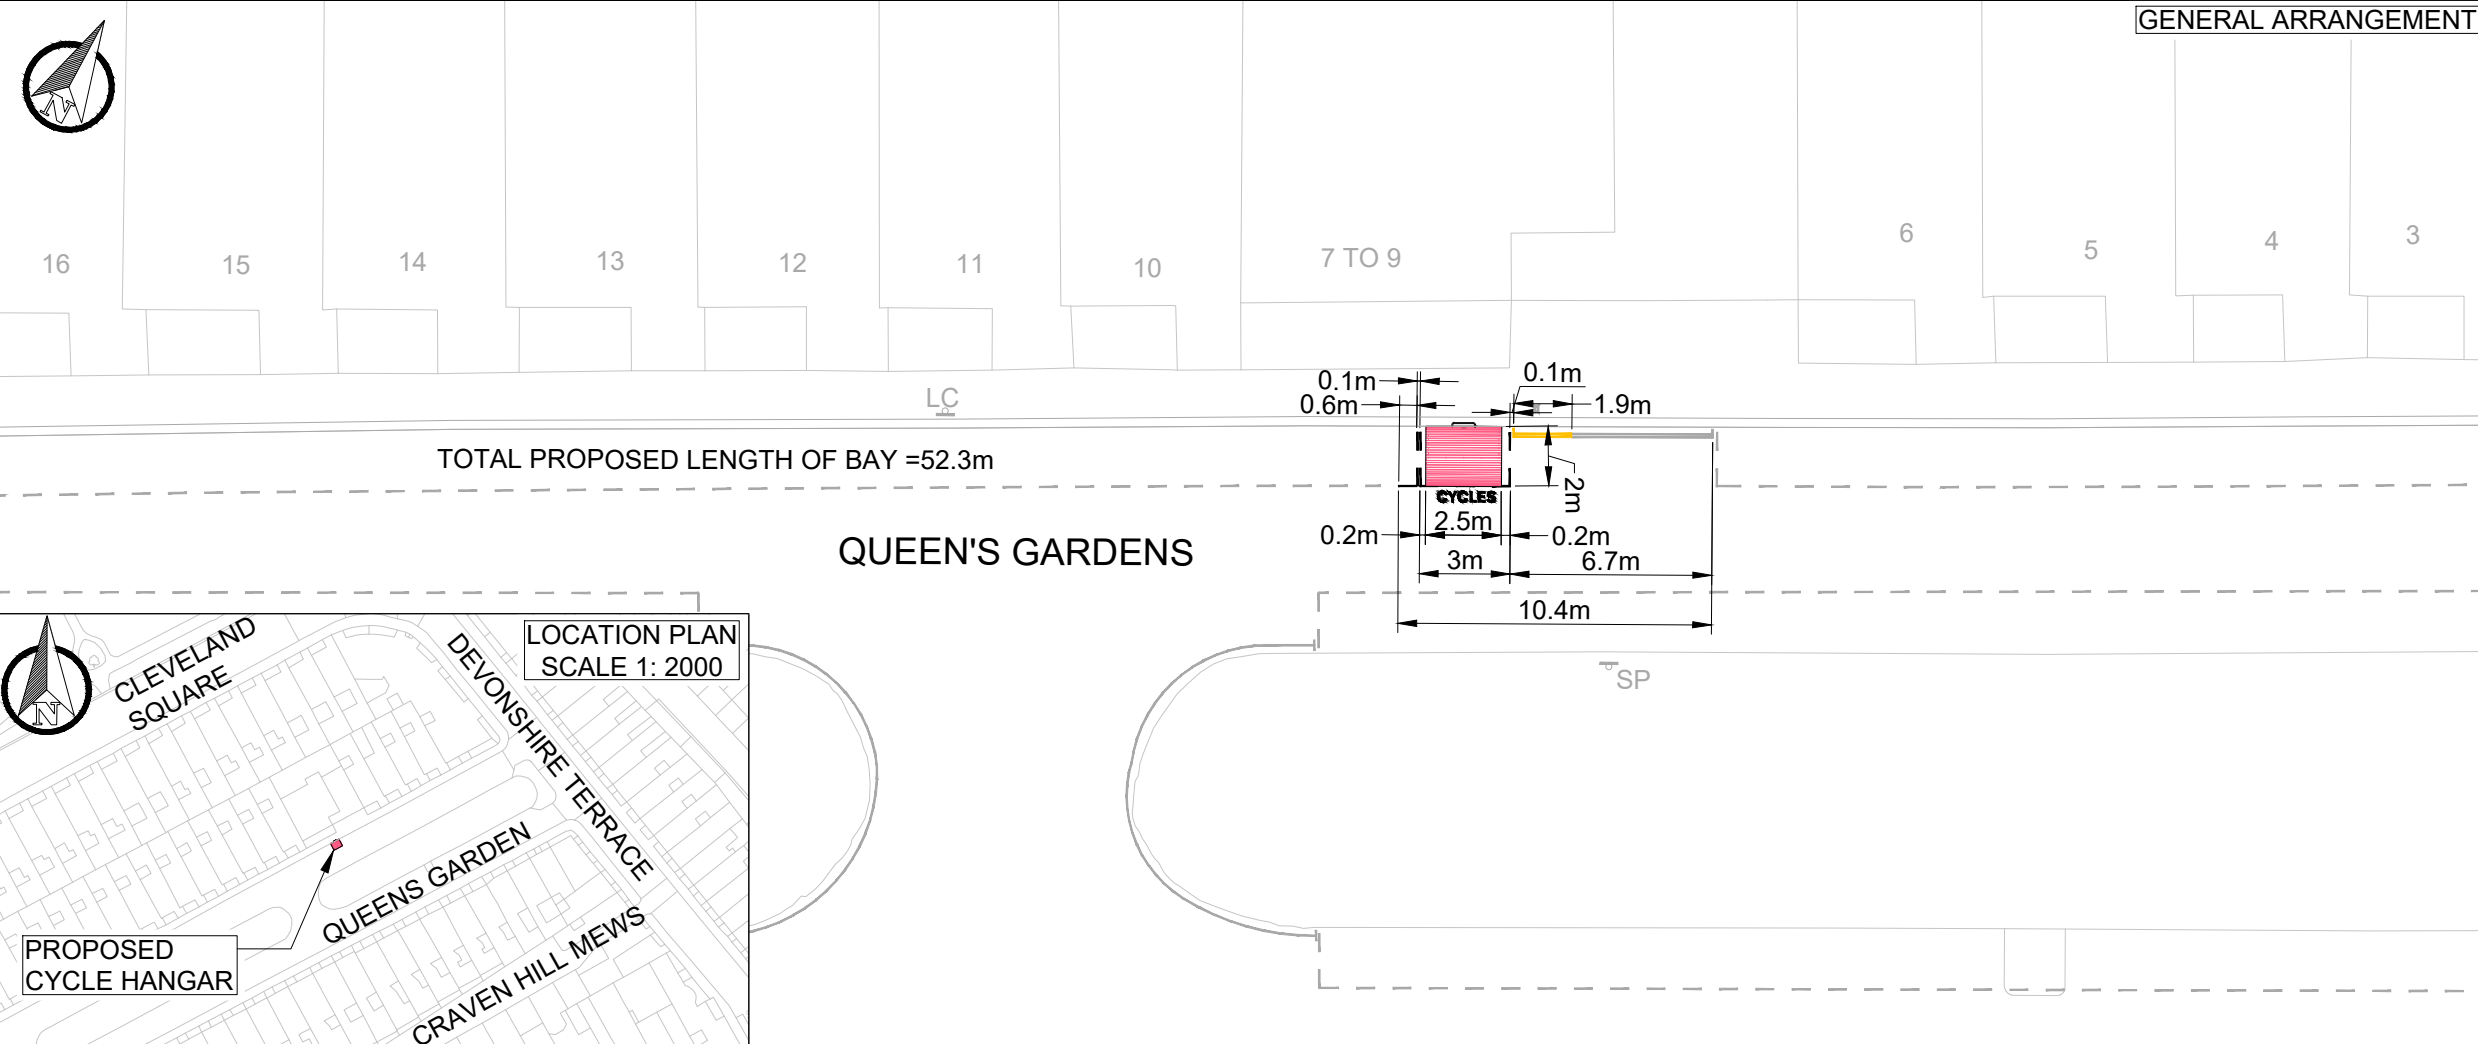 GENERAL ARRANGEMENT
N
16
15
14
13
12
11
10
7 TO 9
6
5
4
3
LC
0.1m
0.6m
0.1m
1.9m
TOTAL PROPOSED LENGTH OF BAY =52.3m
2m
CYCLES
2.5m
0.2m
0.2m
3m
6.7m
10.4m
QUEEN'S GARDENS
SP
LOCATION PLAN
SCALE 1: 2000
N
CLEVELAND
SQUARE
DEVONSHIRE TERRACE
QUEENS GARDEN
CRAVEN HILL MEWS
PROPOSED
CYCLE HANGAR